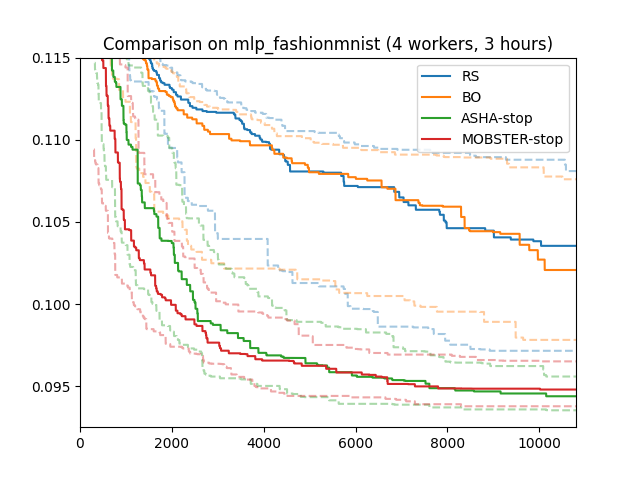 Comparison on mlp_fashionmnist (4 workers, 3 hours)
0.115
0.110
0.105
0.100
0.095
RS
BO
ASHA-stop
MOBSTER-stop
0 2000 4000 6000 8000 10000